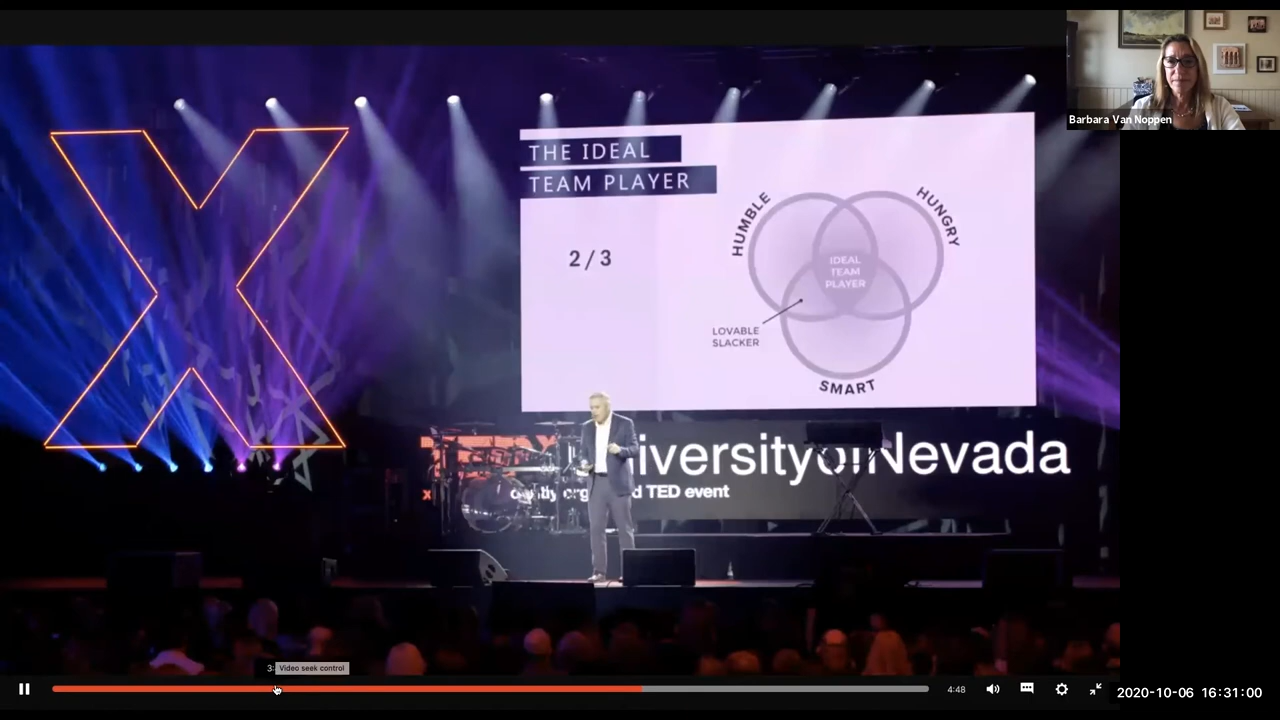 Barbara Van Noppen
THE IDEAL
TEAM PLAYER
2 / 3
HUMBLE
HUNGRY
IDEAL
TEAM
PLAYER
LOVABLE
SLACKER
SMART
iversityofNevada
TED event
3:
Video seek control
4:48
2020-10-06 16:31:00